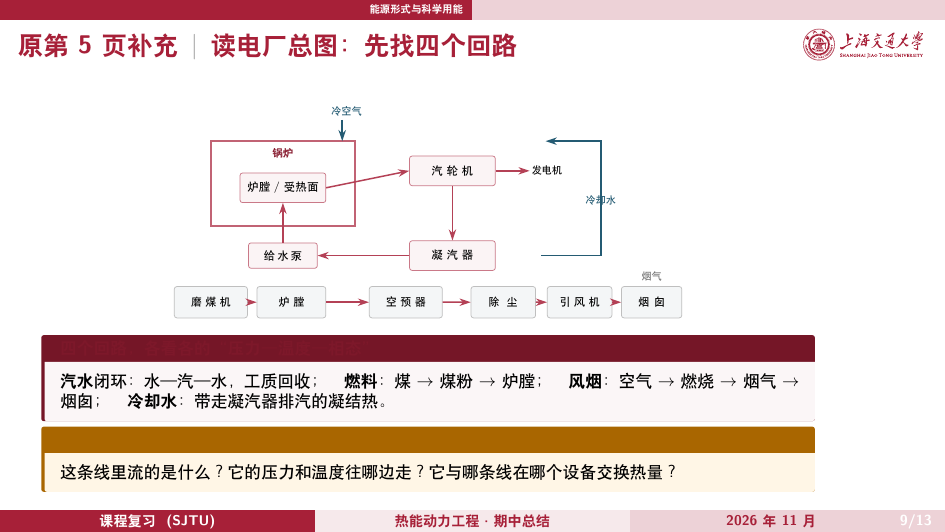 能源形式与科学用能
原第 5 页补充 | 读电厂总图：先找四个回路
上海交通大学
SHANGHAI JIAO TONG UNIVERSITY
冷空气
锅炉
炉膛 / 受热面
汽轮机
发电机
冷却水
给水泵
凝汽器
烟气
磨煤机
炉膛
空预器
除尘
引风机
烟囱
汽水闭环：水—汽—水，工质回收； 燃料：煤 → 煤粉 → 炉膛； 风烟：空气 → 燃烧 → 烟气 →
烟囱； 冷却水：带走凝汽器排汽的凝结热。
这条线里流的是什么？它的压力和温度往哪边走？它与哪条线在哪个设备交换热量？
课程复习 (SJTU)
热能动力工程 · 期中总结
2026 年 11 月
9/13